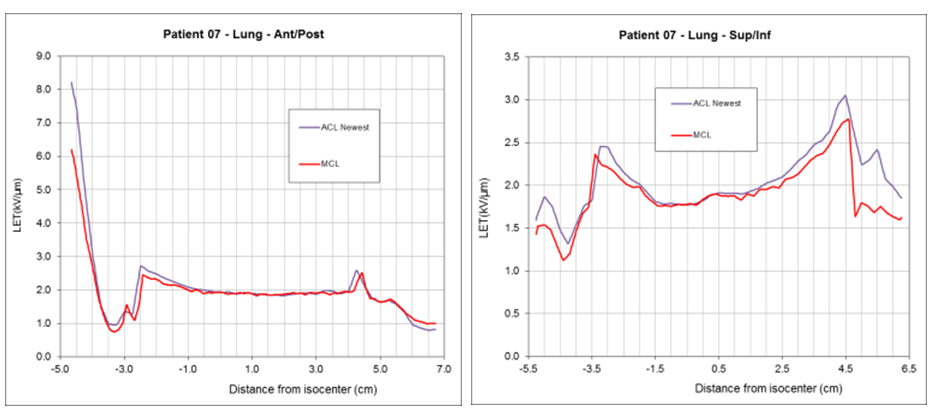 Patient 07 - Lung - Ant/Post
9.0
8.0
7.0
6.0
5.0
4.0
3.0
2.0
1.0
0.0
LET(kV/μm)
ACL Newest
MCL
-5.0 -3.0 -1.0 1.0 3.0 5.0 7.0
Distance from isocenter (cm)
Patient 07 - Lung - Sup/Inf
3.5
3.0
2.5
2.0
1.5
1.0
0.5
0.0
LET(kV/μm)
ACL Newest
MCL
-5.5 -3.5 -1.5 0.5 2.5 4.5 6.5
Distance from isocenter (cm)